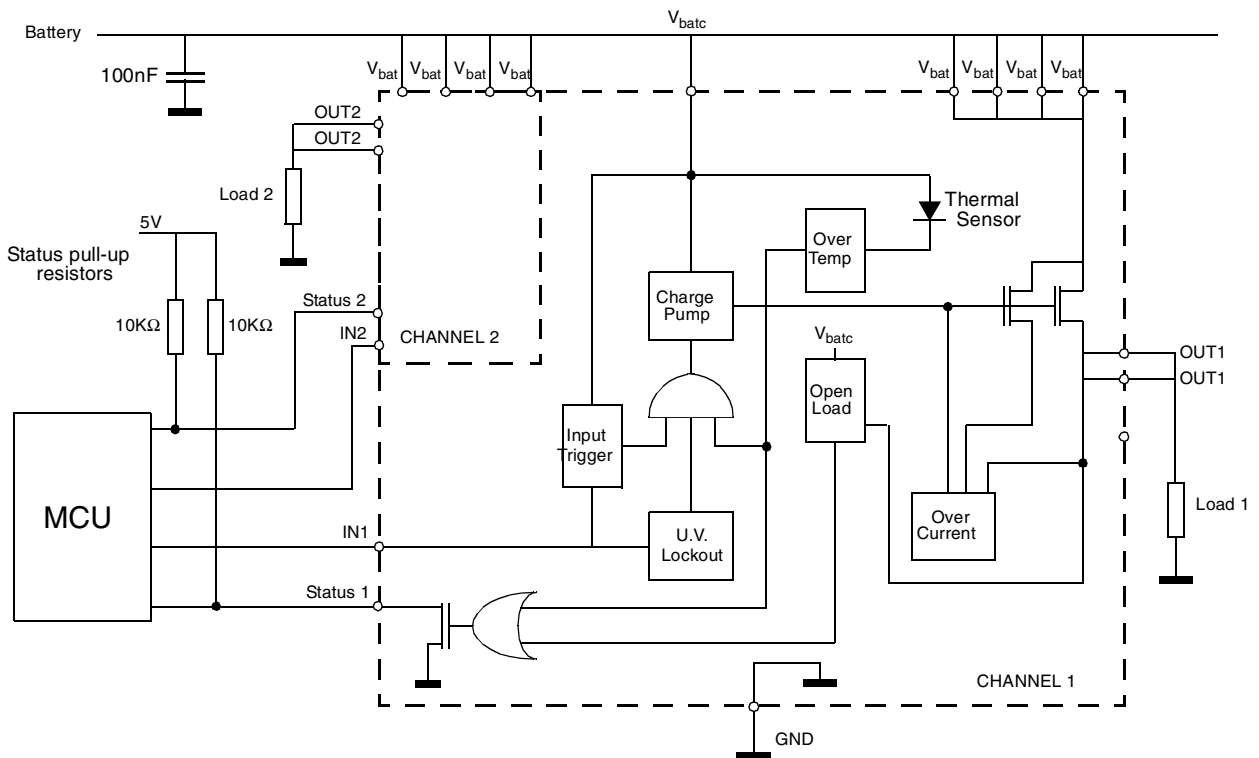 V_batc
Battery
100nF
V_bat V_bat V_bat V_bat
V_bat V_bat V_bat V_bat
OUT2
OUT2
Load 2
5V
Status pull-up
resistors
10KΩ
10KΩ
Status 2
IN2
CHANNEL 2
Thermal
Sensor
Over
Temp
Charge
Pump
V_batc
Open
Load
OUT1
OUT1
Input
Trigger
MCU
Over
Current
Load 1
IN1
U.V.
Lockout
Status 1
CHANNEL 1
GND